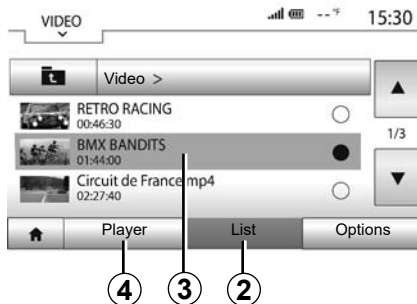 VIDEO
--°F
15:30
Video >
RETRO RACING
00:46:30
BMX BANDITS
01:44:00
1/3
Circuit de France mp4
02:27:40
Player
List
Options
4
3
2